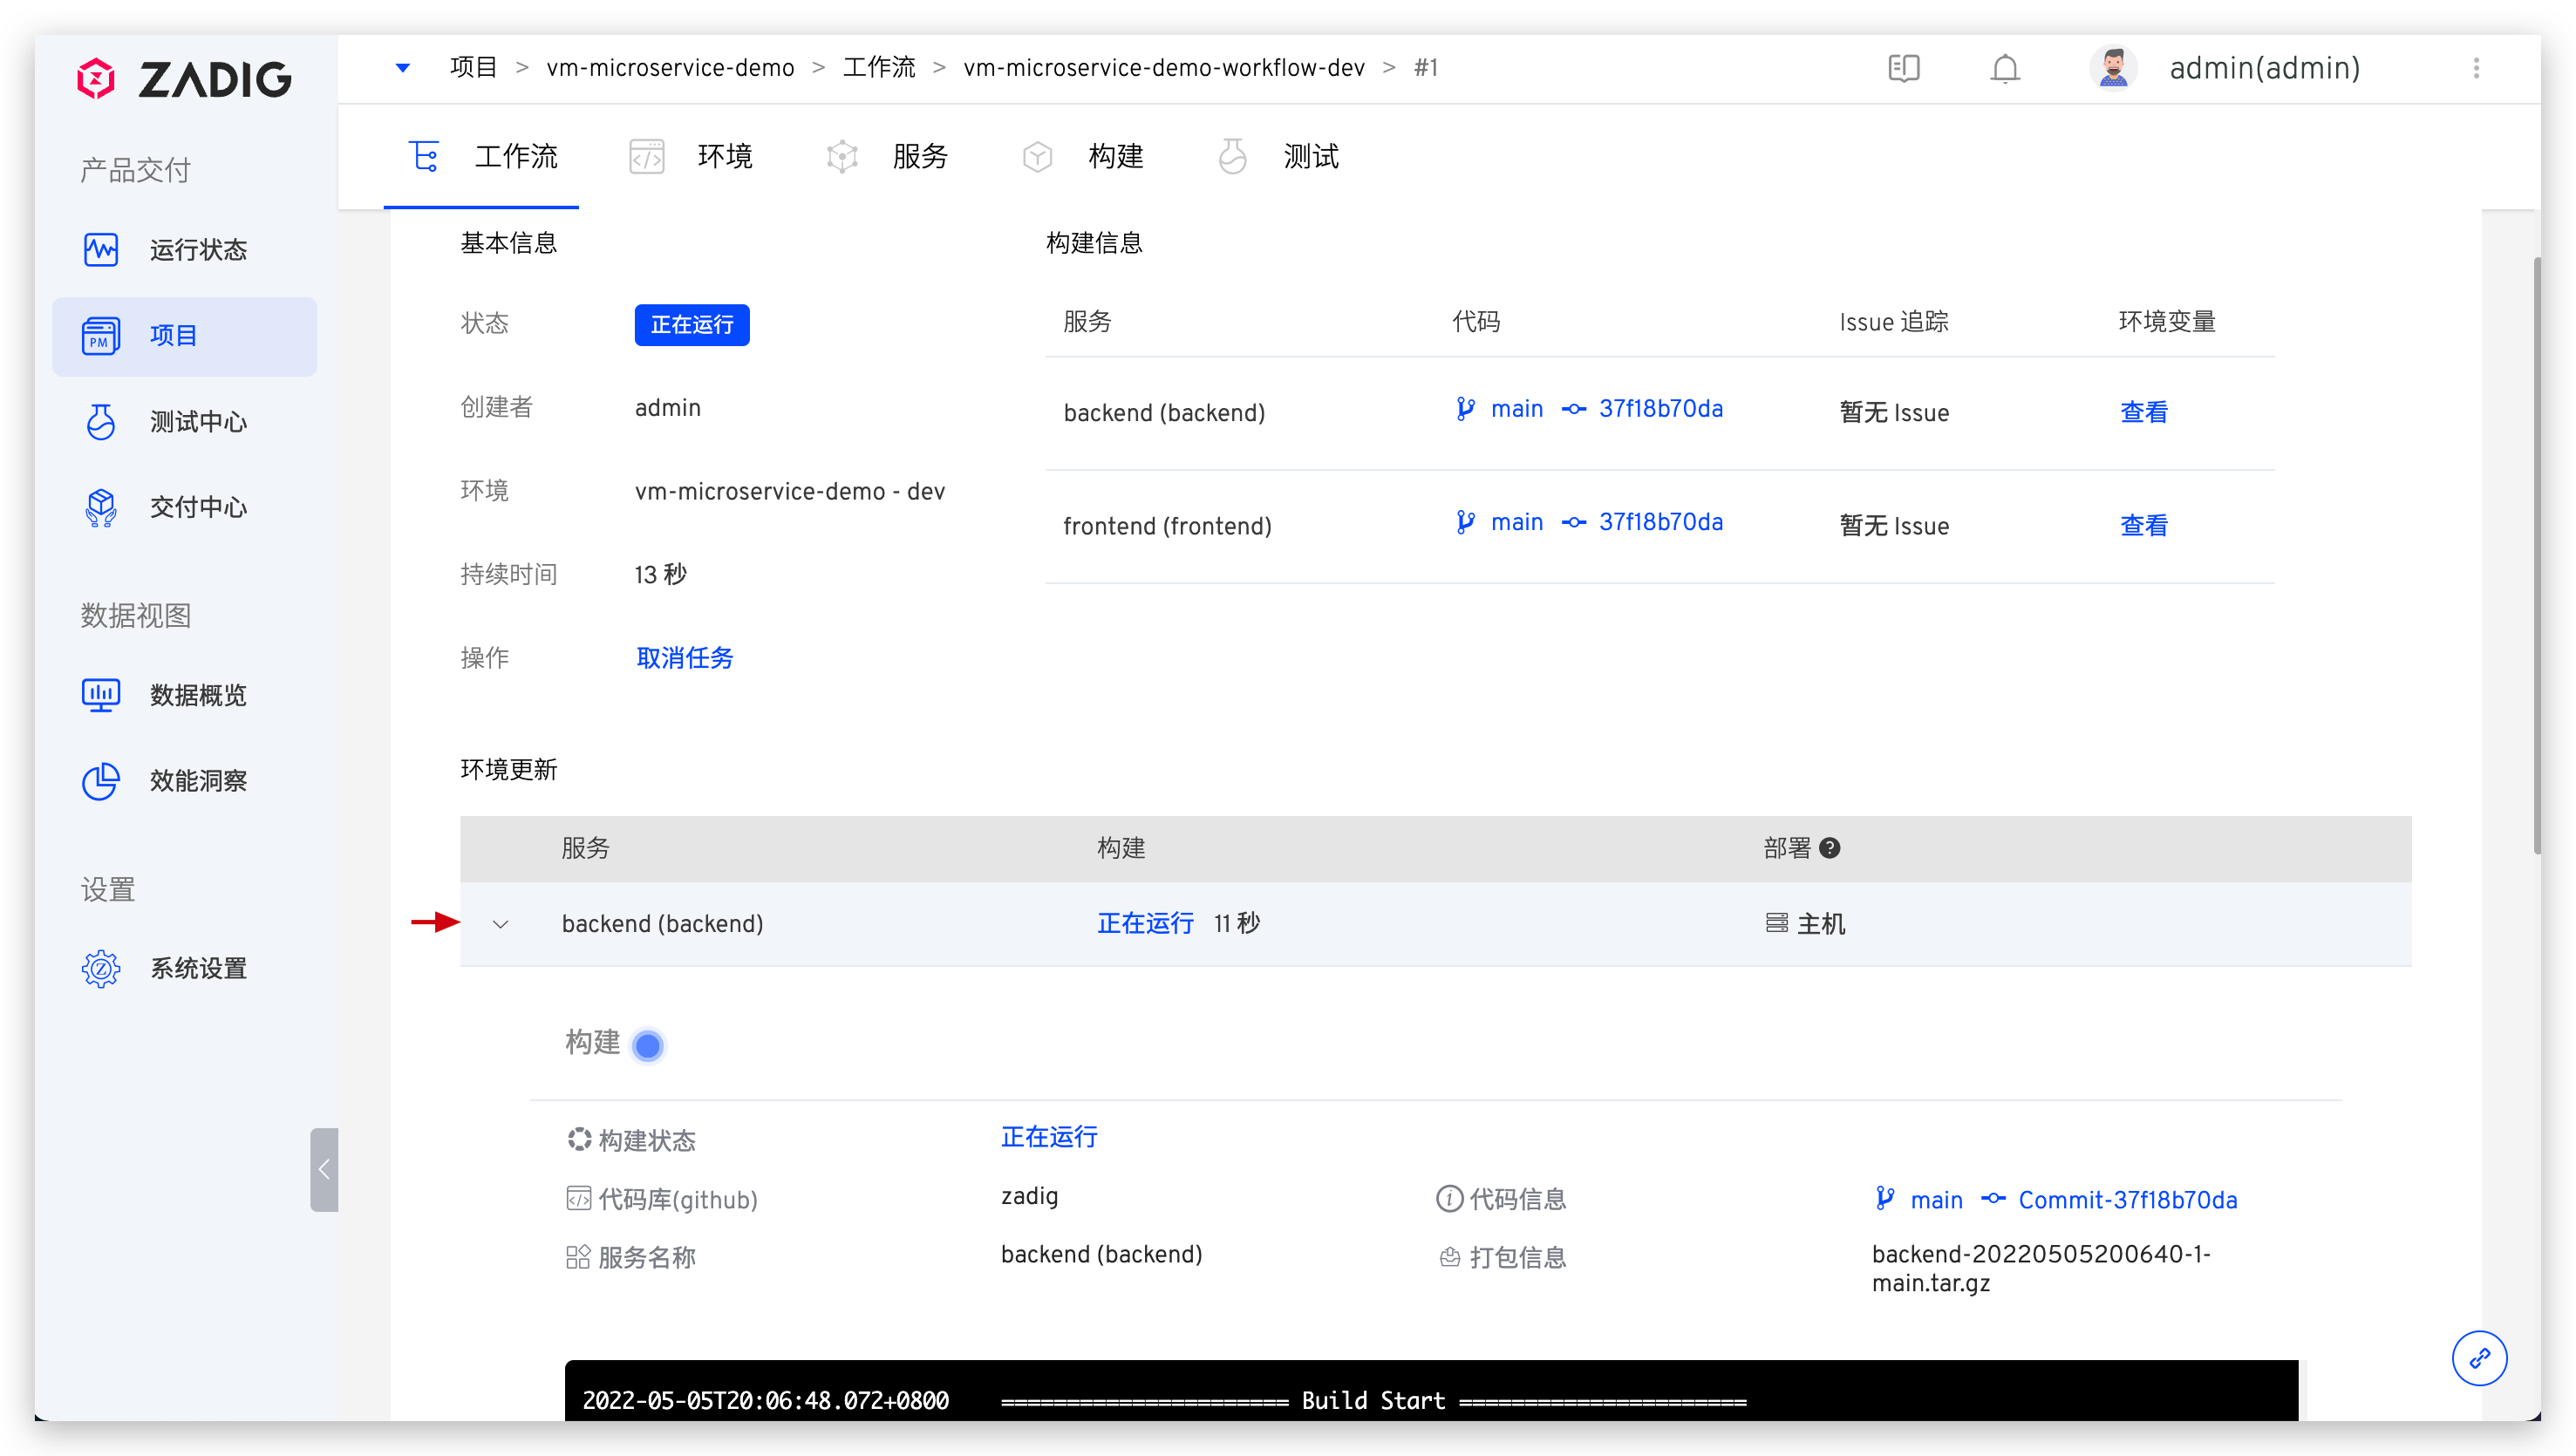 ZADIG
项目 > vm-microservice-demo > 工作流 > vm-microservice-demo-workflow-dev > #1
admin(admin)
工作流 环境 服务 构建 测试
产品交付
运行状态
PM 项目
测试中心
交付中心
数据视图
数据概览
效能洞察
设置
系统设置
基本信息
状态 正在运行
创建者 admin
环境 vm-microservice-demo - dev
持续时间 13 秒
操作 取消任务
构建信息
服务 代码 Issue 追踪 环境变量
backend (backend) main 37f18b70da 暂无 Issue 查看
frontend (frontend) main 37f18b70da 暂无 Issue 查看
环境更新
服务 构建 部署
backend (backend) 正在运行 11 秒 主机
构建
构建状态 正在运行
代码库(github) zadig 代码信息 main Commit-37f18b70da
服务名称 backend (backend) 打包信息 backend-20220505200640-1-
main.tar.gz
2022-05-05T20:06:48.072+0800 ====================== Build Start ======================